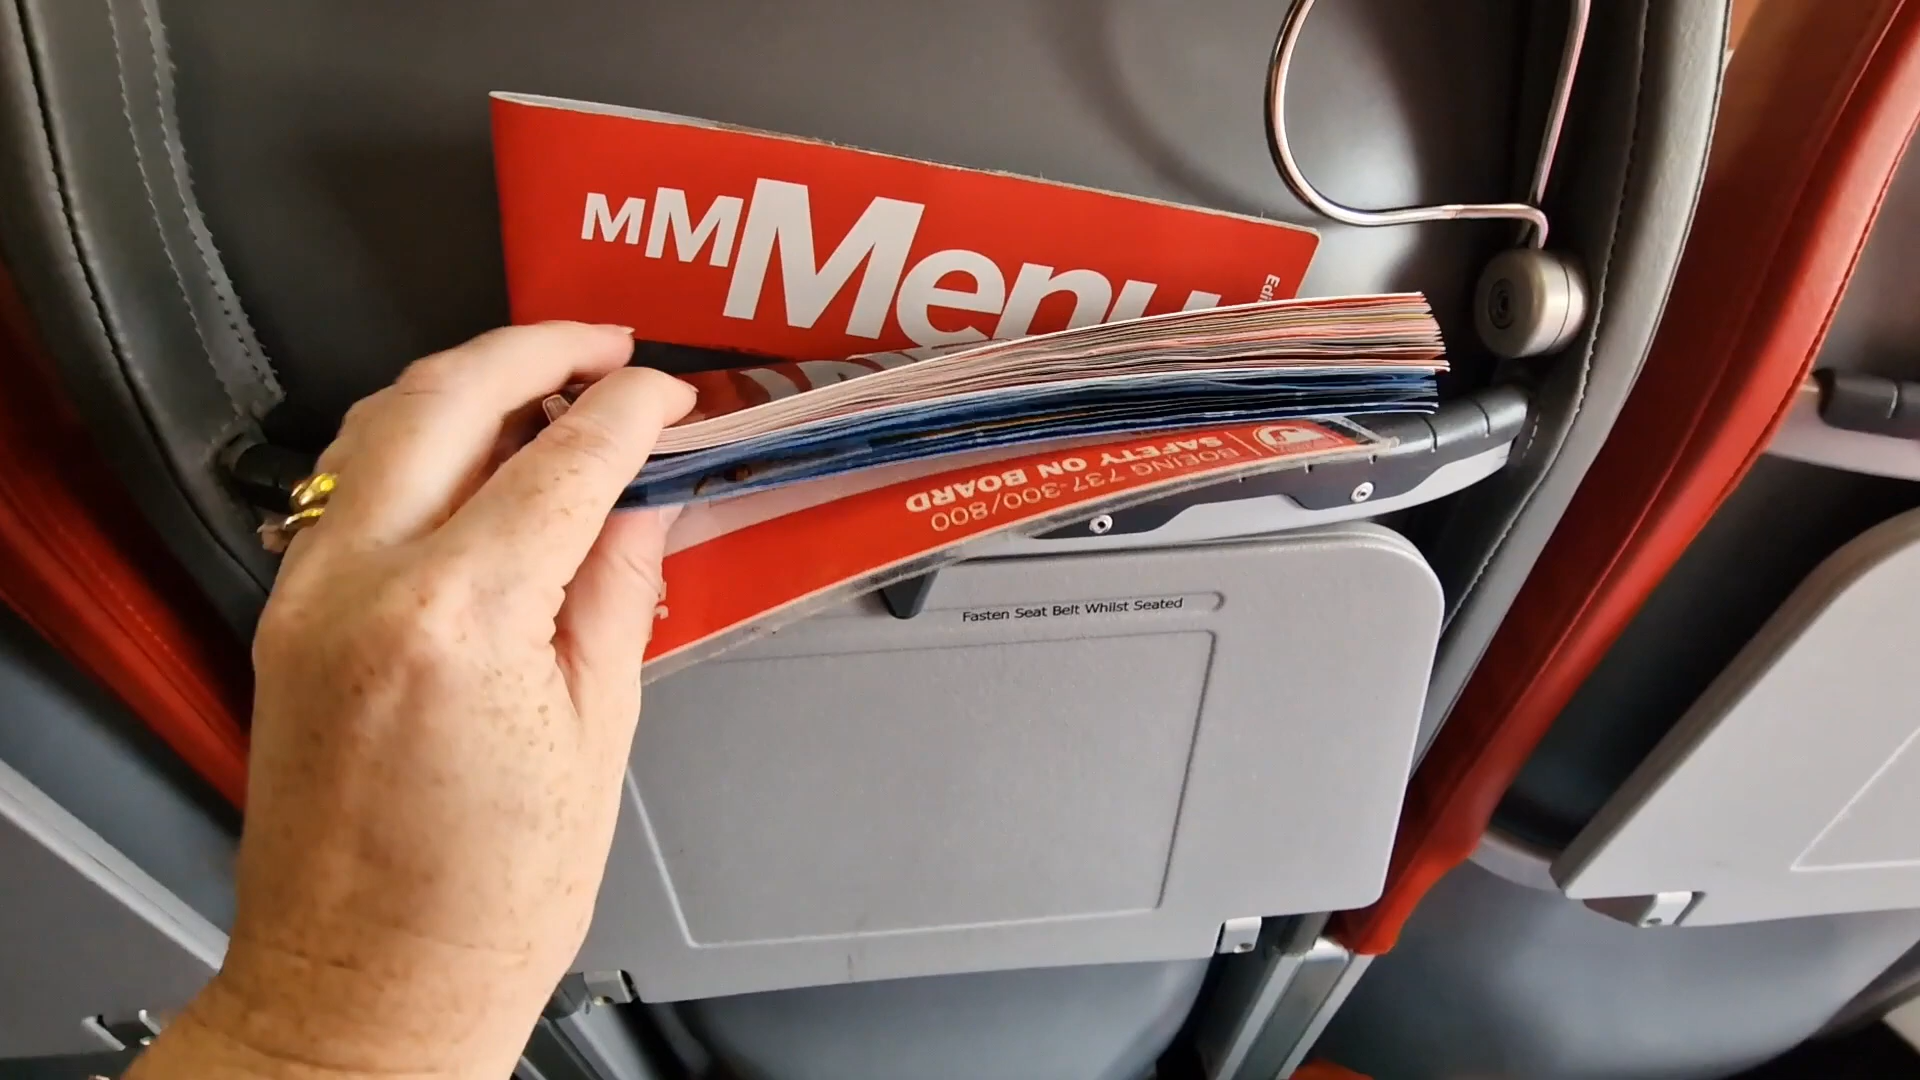 MMMenu
SAFETY ON BOARD
BOEING 737-300/800
Fasten Seat Belt Whilst Seated